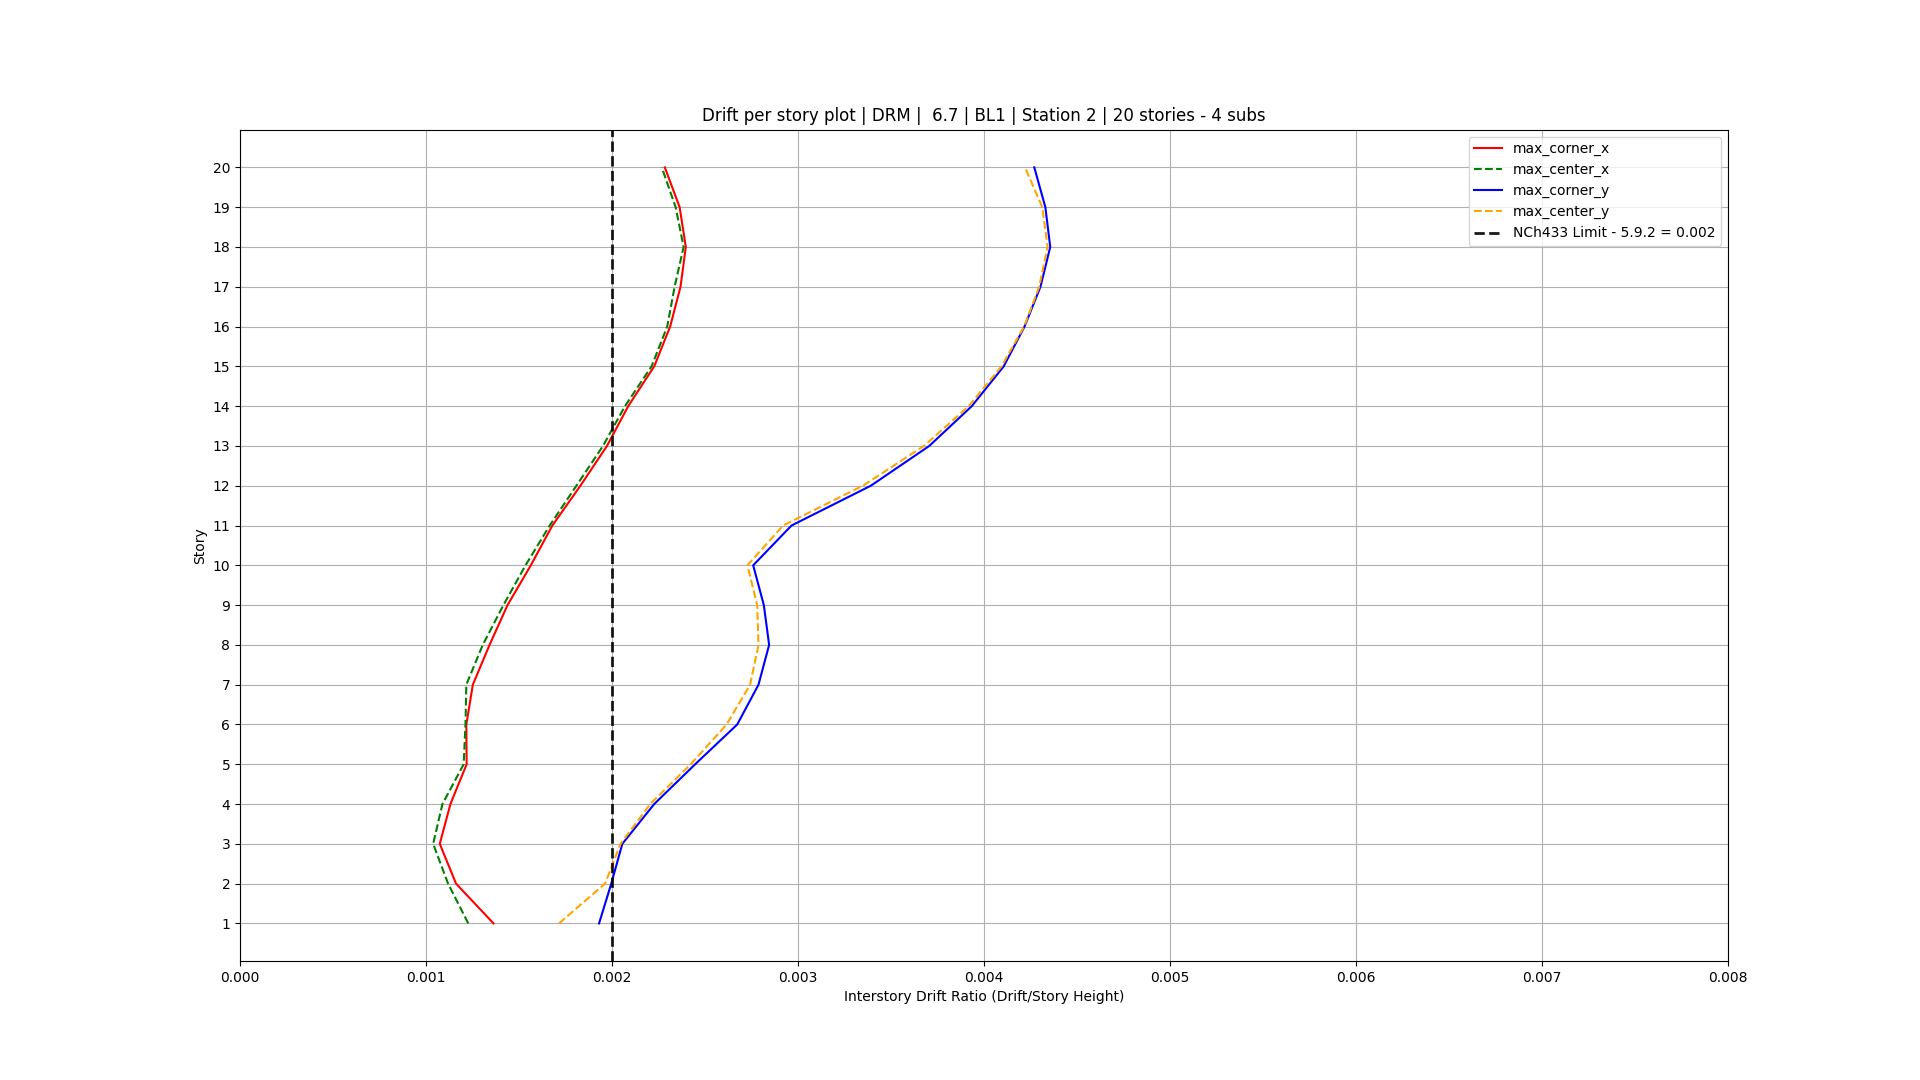 Drift per story plot | DRM |  6.7 | BL1 | Station 2 | 20 stories - 4 subs
max_corner_x
max_center_x
max_corner_y
max_center_y
NCh433 Limit - 5.9.2 = 0.002
Story
20
19
18
17
16
15
14
13
12
11
10
9
8
7
6
5
4
3
2
1
0.000 0.001 0.002 0.003 0.004 0.005 0.006 0.007 0.008
Interstory Drift Ratio (Drift/Story Height)